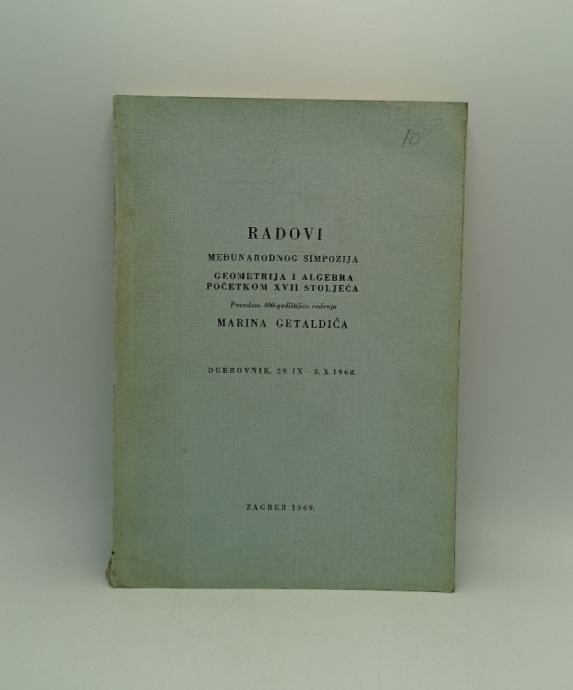 10
RADOVI
MEĐUNARODNOG SIMPOZIJA
GEOMETRIJA I ALGEBRA
POČETKOM XVII STOLJEĆA
Povodom 400-godišnjice rođenja
MARINA GETALDIĆA
DUBROVNIK, 29. IX — 3. X 1968.
ZAGREB 1969.